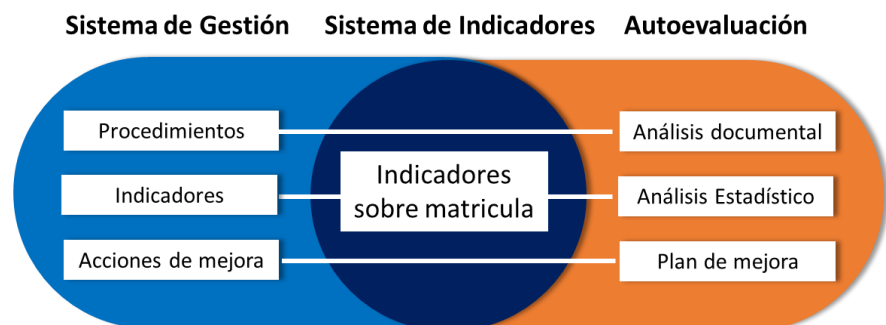 Sistema de Gestión
Sistema de Indicadores
Autoevaluación
Procedimientos
Análisis documental
Indicadores
Indicadores
sobre matricula
Análisis Estadístico
Acciones de mejora
Plan de mejora